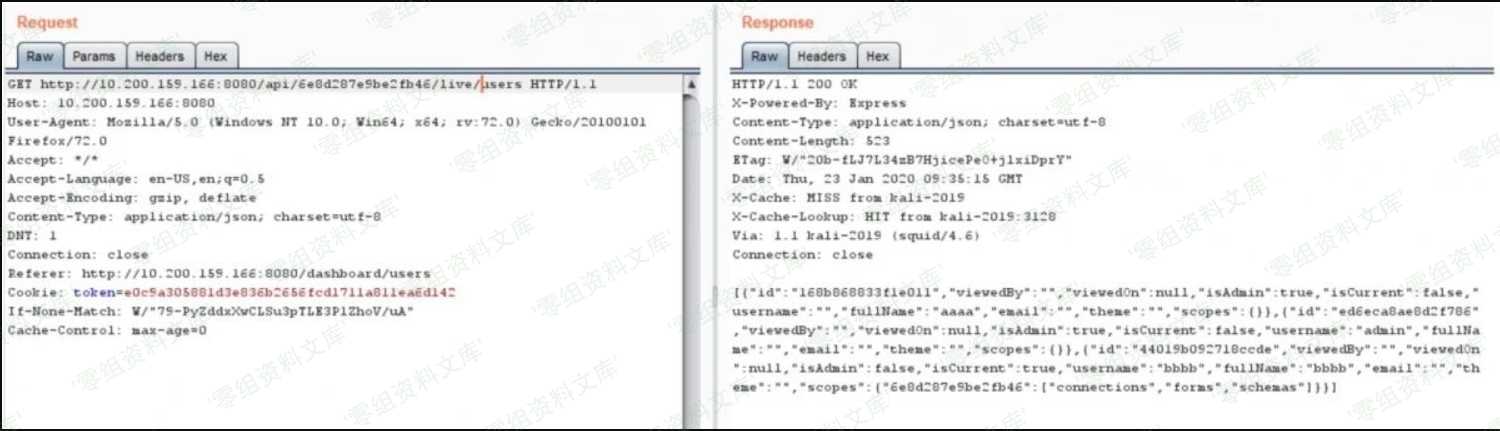 Request
Raw Params Headers Hex
GET http://10.200.159.166:8080/api/6e8d287e9be2fb46/live/users HTTP/1.1
Host: 10.200.159.166:8080
User-Agent: Mozilla/5.0 (Windows NT 10.0; Win64; x64; rv:72.0) Gecko/20100101
Firefox/72.0
Accept: */*
Accept-Language: en-US,en;q=0.5
Accept-Encoding: gzip, deflate
Content-Type: application/json; charset=utf-8
DNT: 1
Connection: close
Referer: http://10.200.159.166:8080/dashboard/users
Cookie: token=e0c9a305881d3e836b2656fcd1711a811ea6d142
If-None-Match: W/"79-PyZddxXwCLSu3pTLE3PlZhoV/uA"
Cache-Control: max-age=0
Response
Raw Headers Hex
HTTP/1.1 200 OK
X-Powered-By: Express
Content-Type: application/json; charset=utf-8
Content-Length: 523
ETag: W/"20b-fLJ7L34zB7HjicePe0+jlxiDprY"
Date: Thu, 23 Jan 2020 09:35:15 GMT
X-Cache: MISS from kali-2019
X-Cache-Lookup: HIT from kali-2019:3128
Via: 1.1 kali-2019 (squid/4.6)
Connection: close
[{"id":"168b868833f1e011","viewedBy":"","viewedOn":null,"isAdmin":true,"isCurrent":false,"
username":"","fullName":"aaaa","email":"","theme":"","scopes":{}},{"id":"ed6eca8ae8d2f786"
,"viewedBy":"","viewedOn":null,"isAdmin":true,"isCurrent":false,"username":"admin","fullNa
me":"","email":"","theme":"","scopes":{}},{"id":"44019b092718ccde","viewedBy":"","viewedOn
":null,"isAdmin":false,"isCurrent":true,"username":"bbbb","fullName":"bbbb","email":"","th
eme":"","scopes":{"6e8d287e9be2fb46":["connections","forms","schemas"]}}]
'零组资料文库'